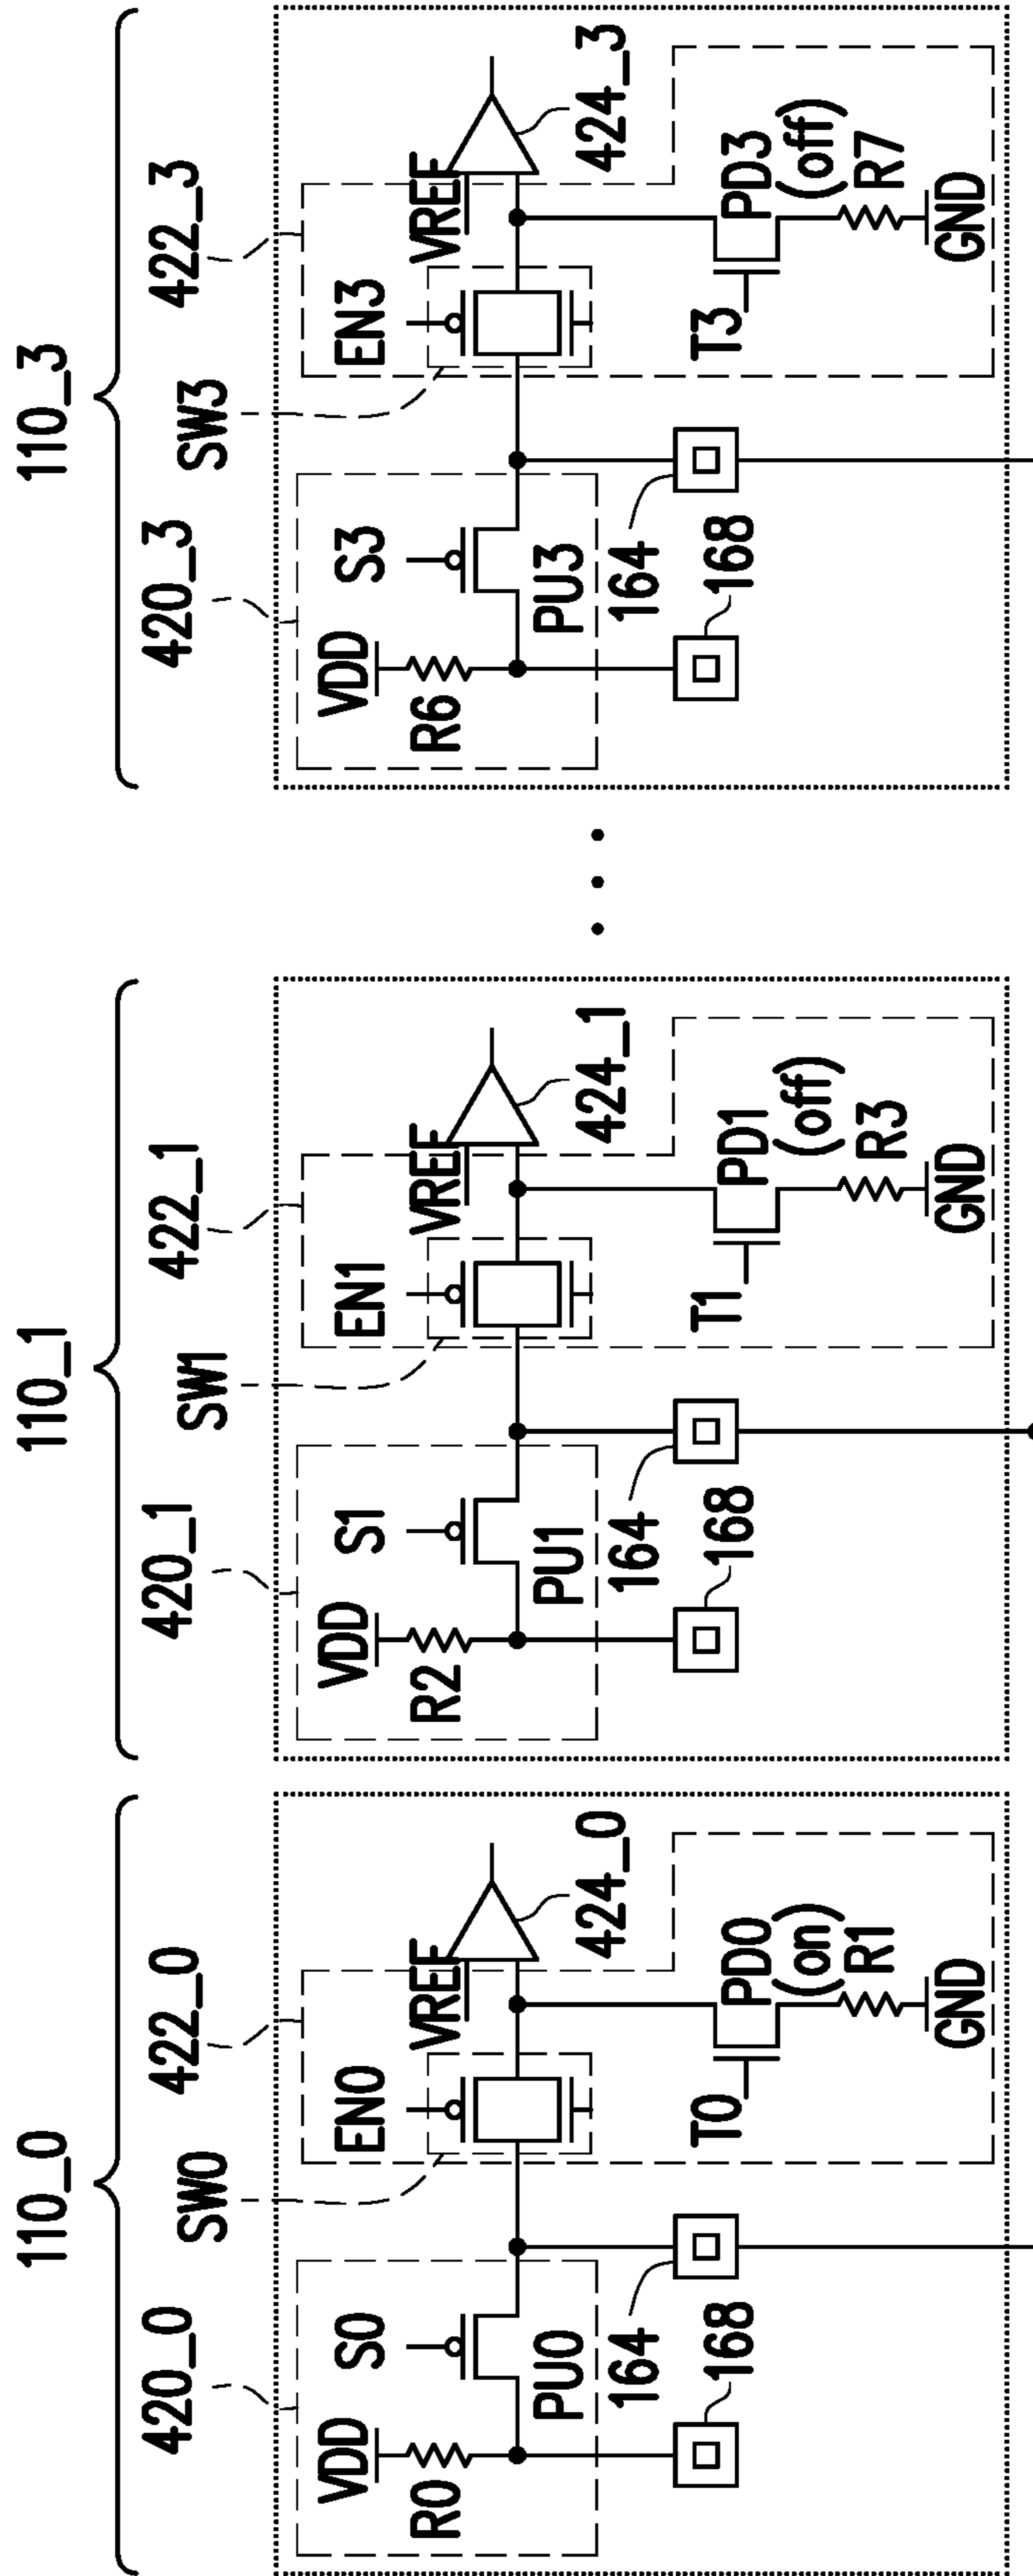 110_0
420_0
SW0
422_0
VDD
R0
S0
PU0
EN0
VREF
424_0
164
168
T0
PD0
(on)
R1
GND
110_1
420_1
SW1
422_1
VDD
R2
S1
PU1
EN1
VREF
424_1
164
168
T1
PD1
(off)
R3
GND
110_3
420_3
SW3
422_3
VDD
R6
S3
PU3
EN3
VREF
424_3
164
168
T3
PD3
(off)
R7
GND